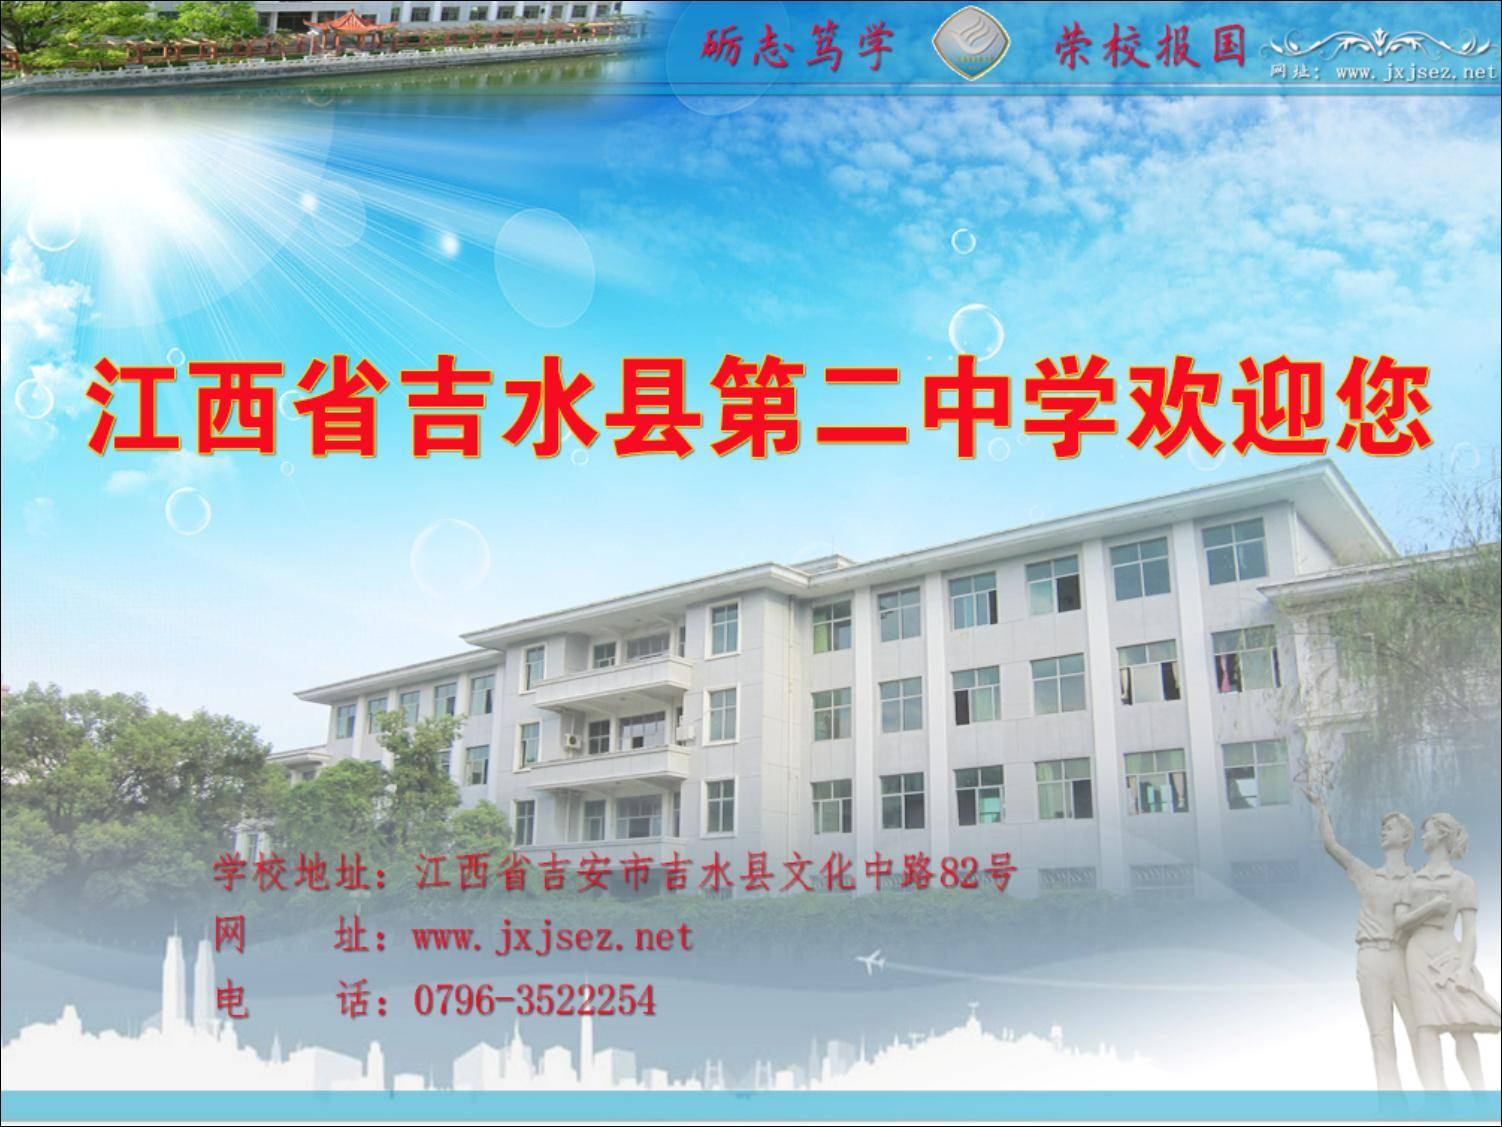 砺志笃学 荣校报国
网址：www.jxjsez.net
江西省吉水县第二中学欢迎您
学校地址：江西省吉安市吉水县文化中路82号
网 址：www.jxjsez.net
电 话：0796-3522254